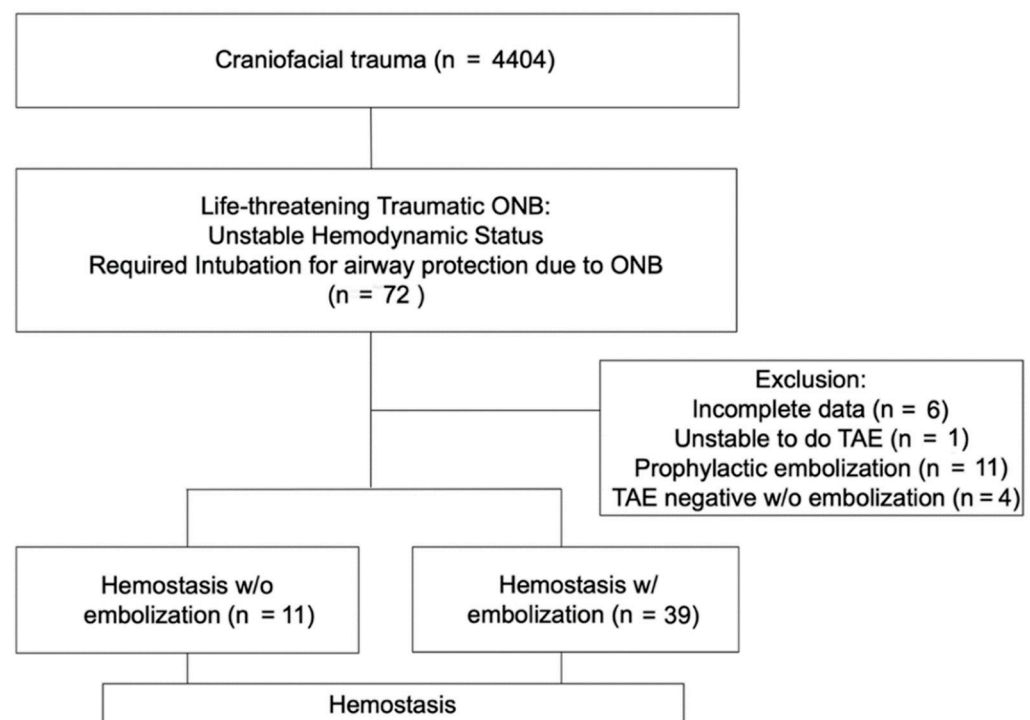 Craniofacial trauma (n = 4404)
Life-threatening Traumatic ONB:
Unstable Hemodynamic Status
Required Intubation for airway protection due to ONB
(n = 72 )
Exclusion:
Incomplete data (n = 6)
Unstable to do TAE (n = 1)
Prophylactic embolization (n = 11)
TAE negative w/o embolization (n = 4)
Hemostasis w/o
embolization (n = 11)
Hemostasis w/
embolization (n = 39)
Hemostasis